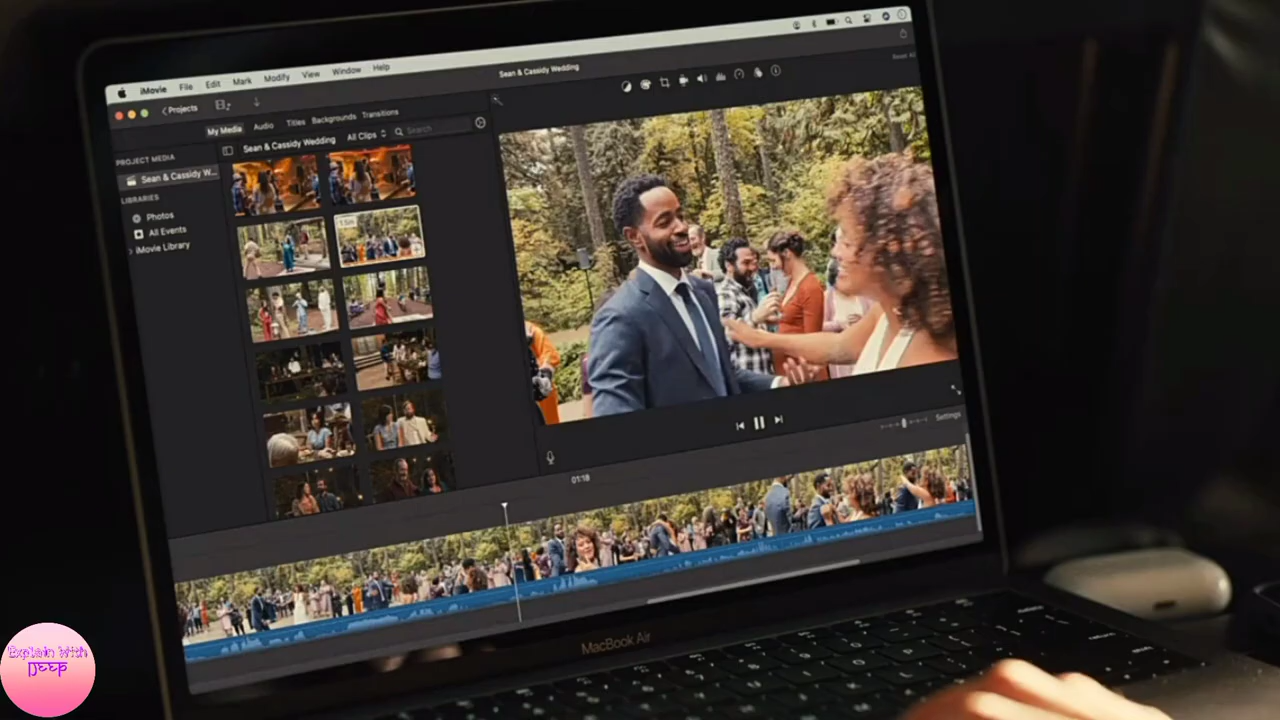 iMovie File Edit Mark Modify View Window Help
Projects
Sean & Cassidy Wedding
Reset All
My Media Audio Titles Backgrounds Transitions
PROJECT MEDIA
Sean & Cassidy W...
LIBRARIES
Photos
All Events
iMovie Library
Sean & Cassidy Wedding All Clips Search
Settings
01:18
MacBook Air
Explain With
Deep